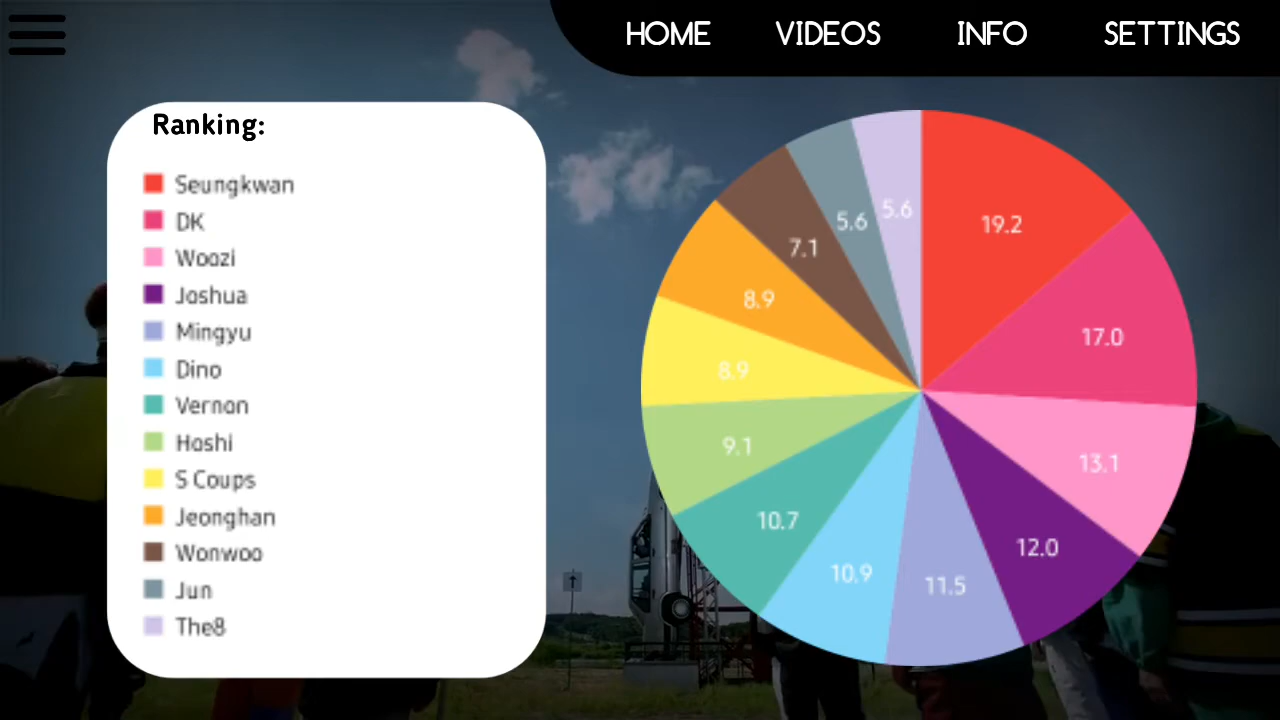 HOME VIDEOS INFO SETTINGS
Ranking:
Seungkwan
DK
Woozi
Joshua
Mingyu
Dino
Vernon
Hoshi
S Coups
Jeonghan
Wonwoo
Jun
The8
19.2
17.0
13.1
12.0
11.5
10.9
10.7
9.1
8.9
8.9
7.1
5.6
5.6